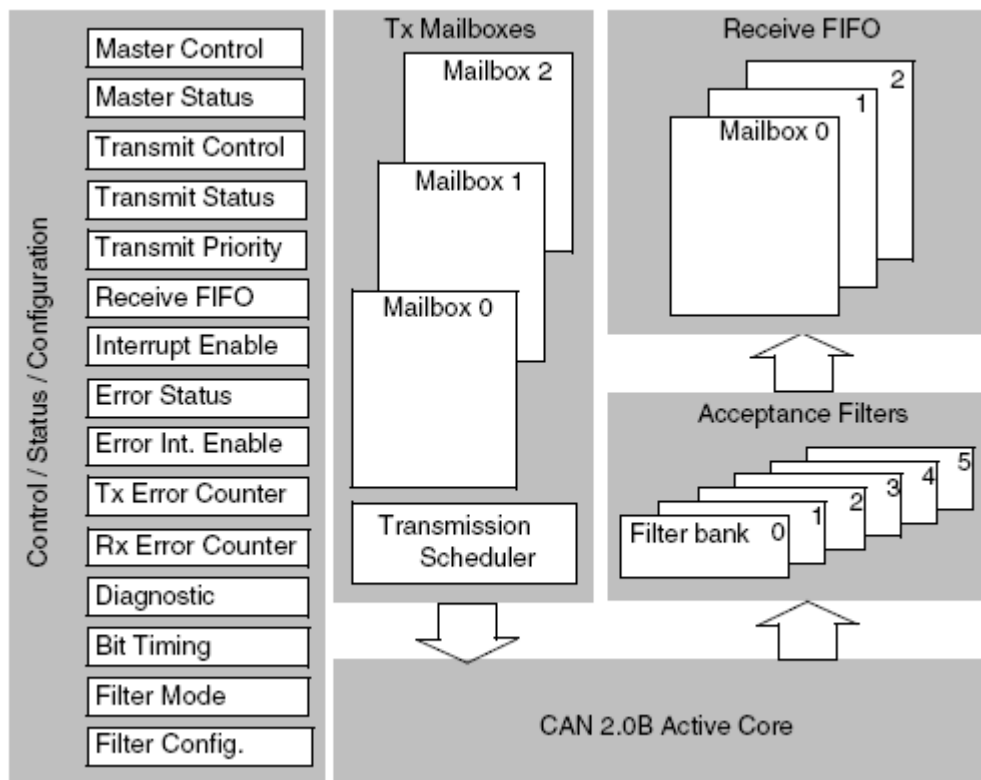 Control / Status / Configuration
Master Control
Master Status
Transmit Control
Transmit Status
Transmit Priority
Receive FIFO
Interrupt Enable
Error Status
Error Int. Enable
Tx Error Counter
Rx Error Counter
Diagnostic
Bit Timing
Filter Mode
Filter Config.
Tx Mailboxes
Mailbox 2
Mailbox 1
Mailbox 0
Transmission
Scheduler
Receive FIFO
2
1
Mailbox 0
Acceptance Filters
5
4
3
2
1
Filter bank 0
CAN 2.0B Active Core